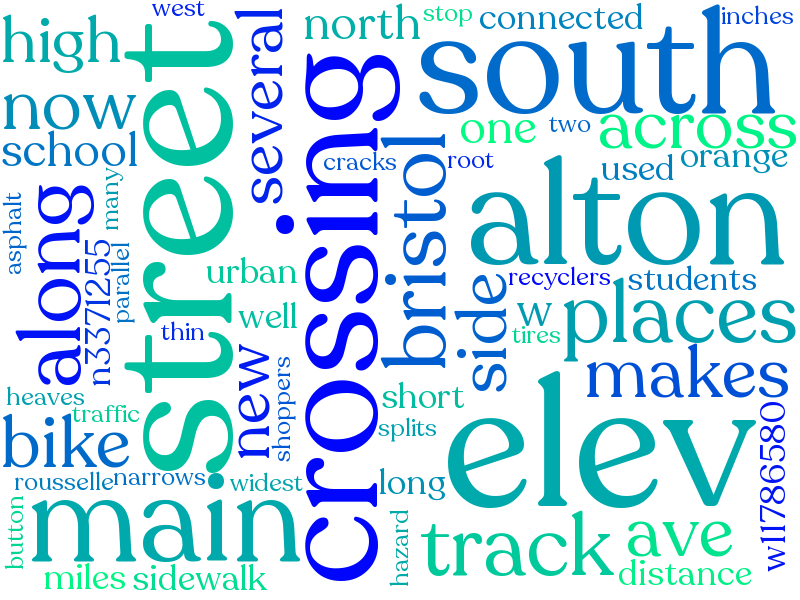 west
high
street
several
north
stop
connected
inches
south
now
school
crossing
cracks
root
one
two
across
used
orange
asphalt
along
many
n3371255
parallel
bristol
alton
urban
well
thin
recyclers
students
side
w
tires
places
new
shoppers
makes
heaves
traffic
bike
short
splits
elev
w11786580
rousselle
narrows
widest
long
button
main
hazard
track
ave
miles
sidewalk
distance